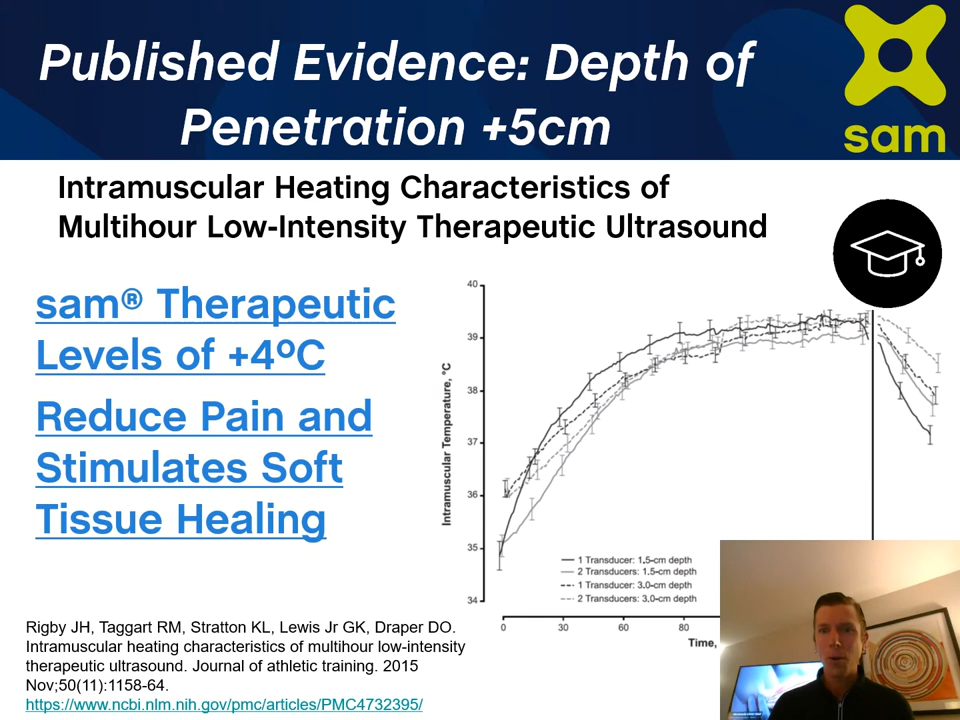 Published Evidence: Depth of
Penetration +5cm
sam
Intramuscular Heating Characteristics of
Multihour Low-Intensity Therapeutic Ultrasound
sam® Therapeutic
Levels of +4ºC
Reduce Pain and
Stimulates Soft
Tissue Healing
40
39
38
37
36
35
34
Intramuscular Temperature, °C
1 Transducer: 1.5-cm depth
2 Transducers: 1.5-cm depth
1 Transducer: 3.0-cm depth
2 Transducers: 3.0-cm depth
0 30 60 80
Time,
Rigby JH, Taggart RM, Stratton KL, Lewis Jr GK, Draper DO.
Intramuscular heating characteristics of multihour low-intensity
therapeutic ultrasound. Journal of athletic training. 2015
Nov;50(11):1158-64.
https://www.ncbi.nlm.nih.gov/pmc/articles/PMC4732395/